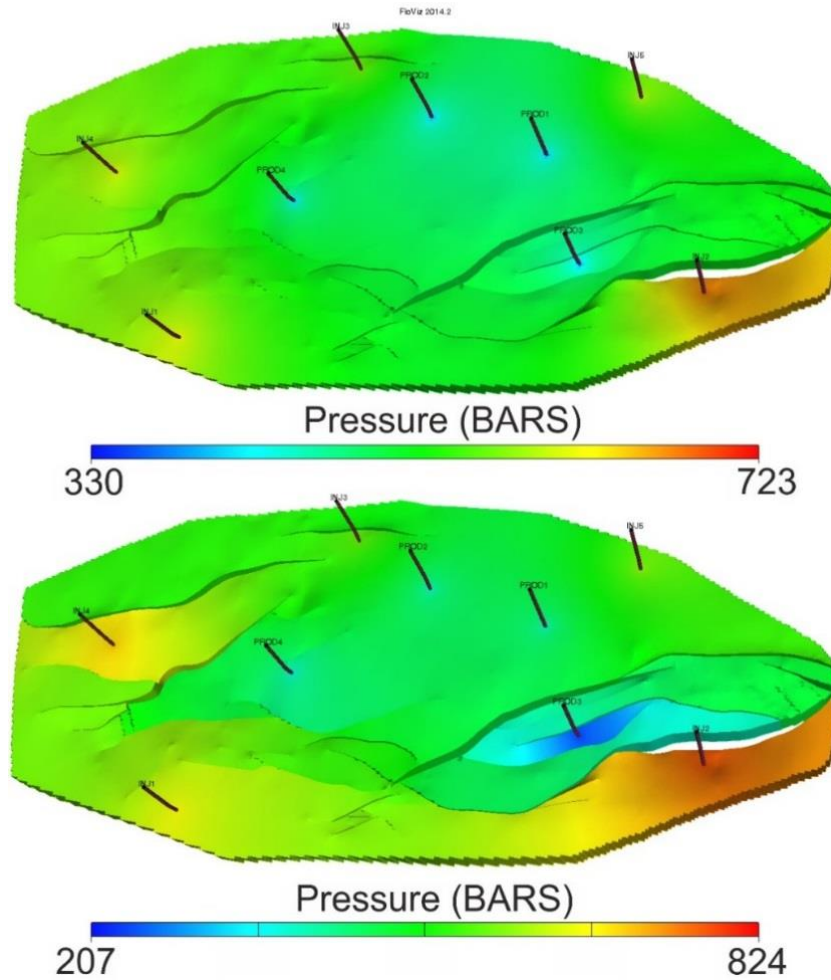 FloViz 2014.2
INJ3
INJ5
PROD2
PROD1
INJ4
PROD4
PROD3
INJ2
INJ1
Pressure (BARS)
330 723
INJ3
INJ5
PROD2
PROD1
INJ4
PROD4
PROD3
INJ2
INJ1
Pressure (BARS)
207 824